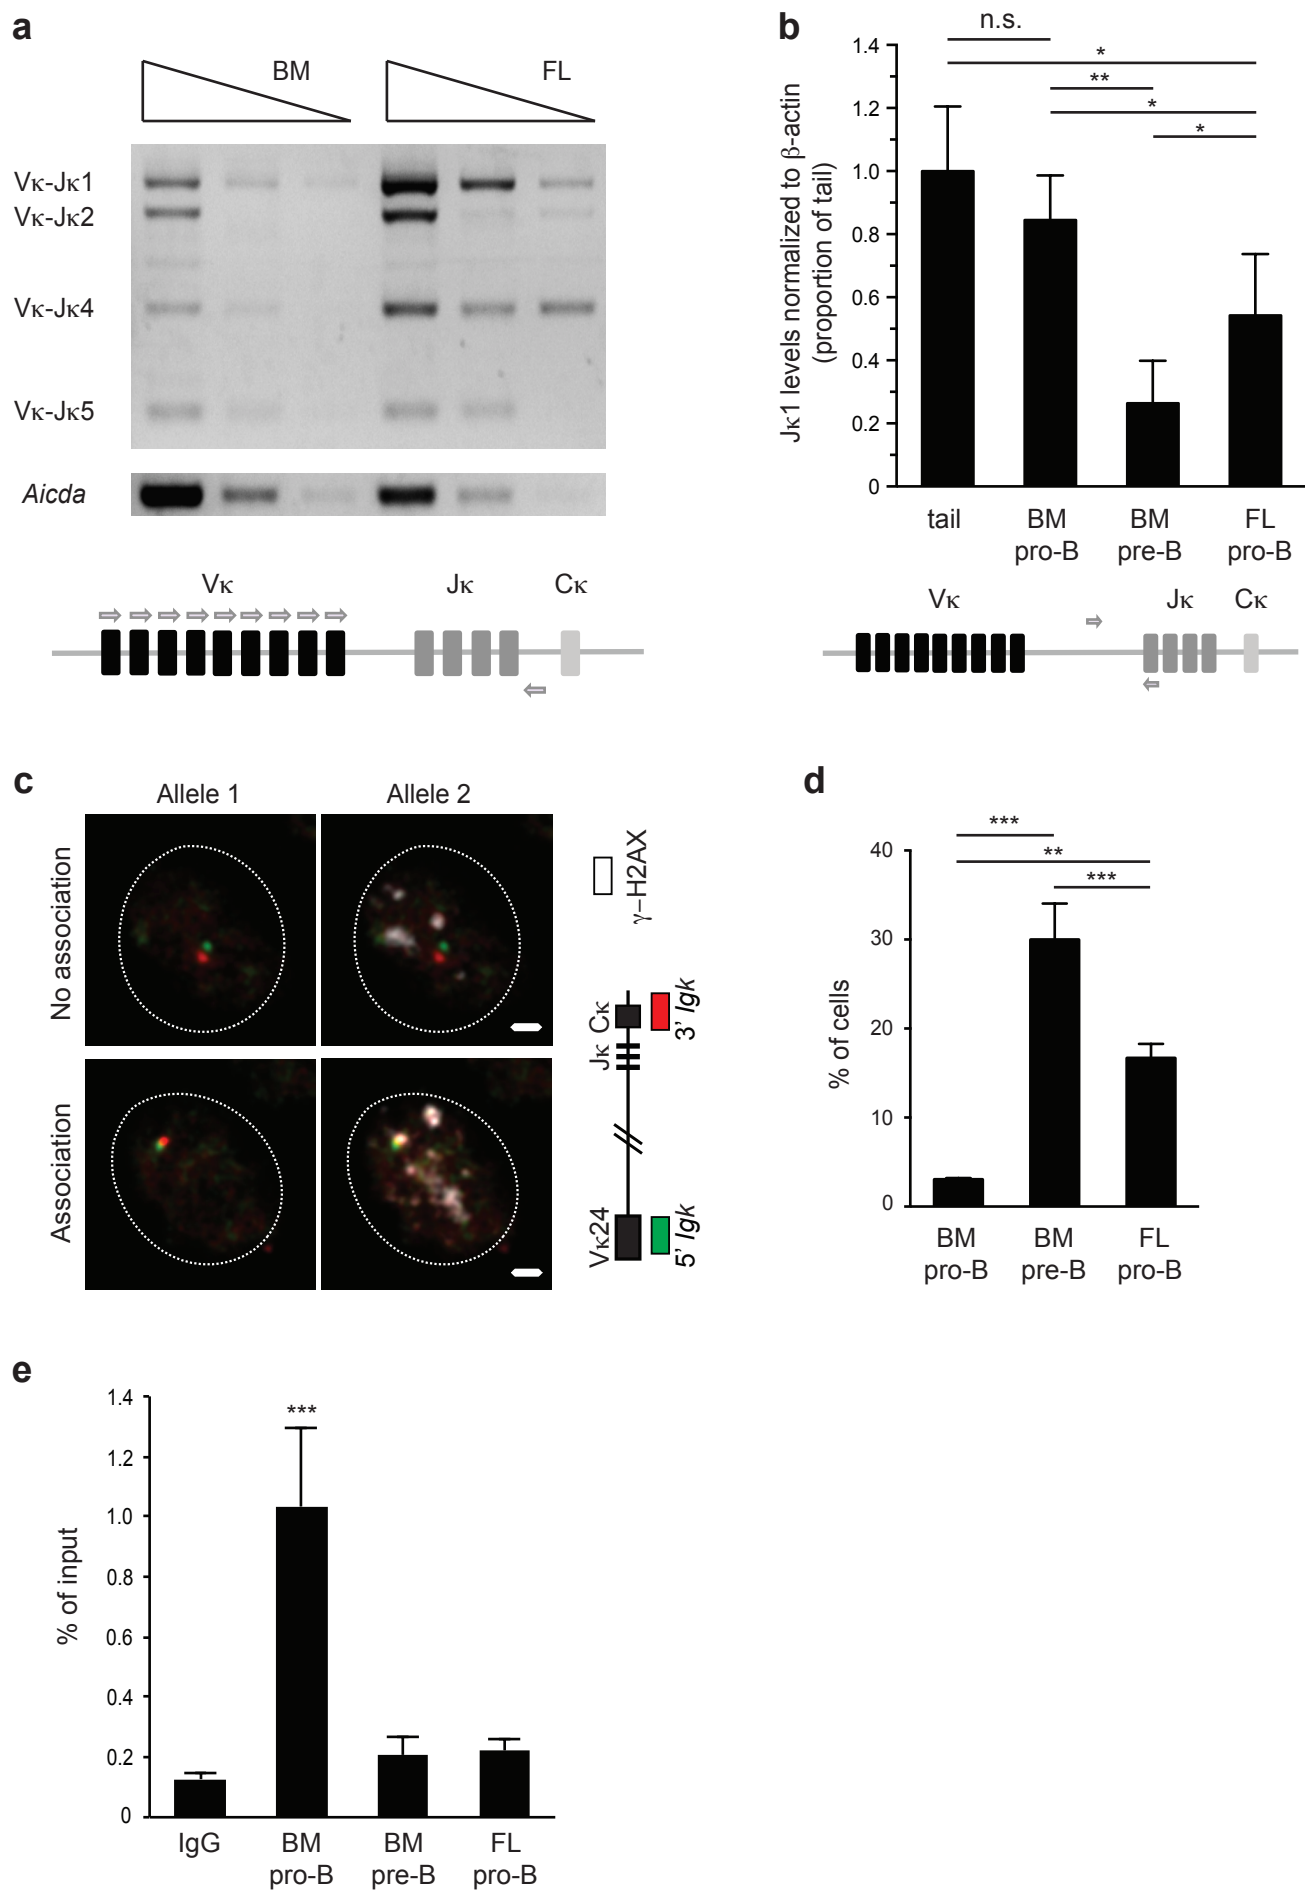 a
BM
FL
Vκ-Jκ1
Vκ-Jκ2
Vκ-Jκ4
Vκ-Jκ5
Aicda
Vκ
Jκ
Cκ
b
n.s.
*
**
*
*
Jκ1 levels normalized to β-actin
(proportion of tail)
1.4
1.2
1.0
0.8
0.6
0.4
0.2
0
tail
BM
pro-B
BM
pre-B
FL
pro-B
Vκ
Jκ
Cκ
c
Allele 1
Allele 2
No association
Association
γ–H2AX
Cκ
Jκ
3' Igk
Vκ24
5' Igk
d
***
**
***
% of cells
40
30
20
10
0
BM
pro-B
BM
pre-B
FL
pro-B
e
***
% of input
1.4
1.2
1.0
0.8
0.6
0.4
0.2
0
IgG
BM
pro-B
BM
pre-B
FL
pro-B